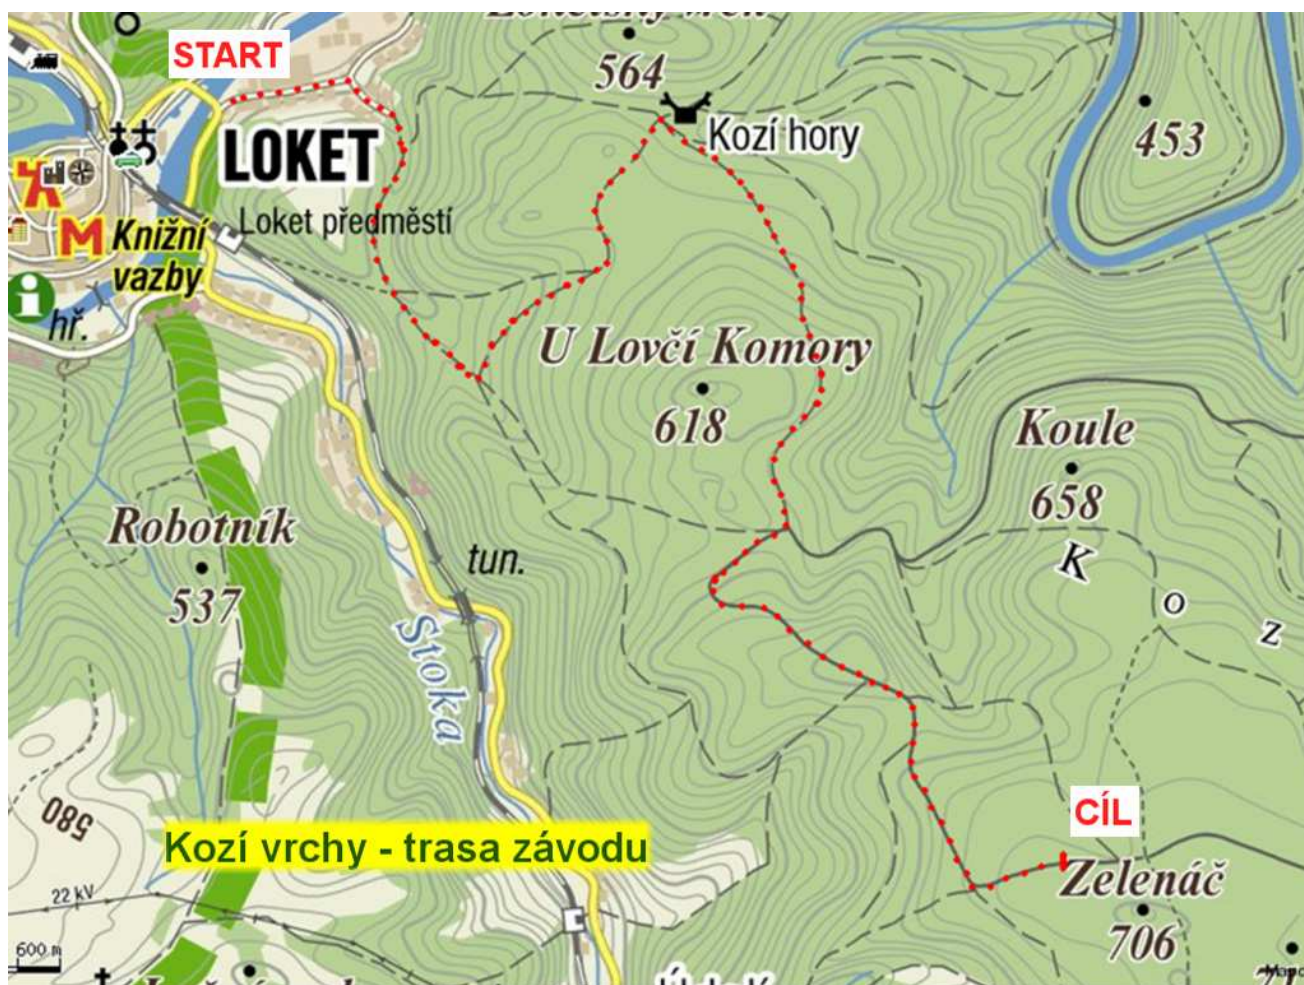 START
564
Kozí hory
453
LOKET
Loket předměstí
M
Knižní
vazby
i
hř.
U Lovčí Komory
618
Koule
658
K
o
z
Robotník
537
tun.
Stoka
580
CÍL
Kozí vrchy - trasa závodu
Zelenáč
706
22 kV
600 m